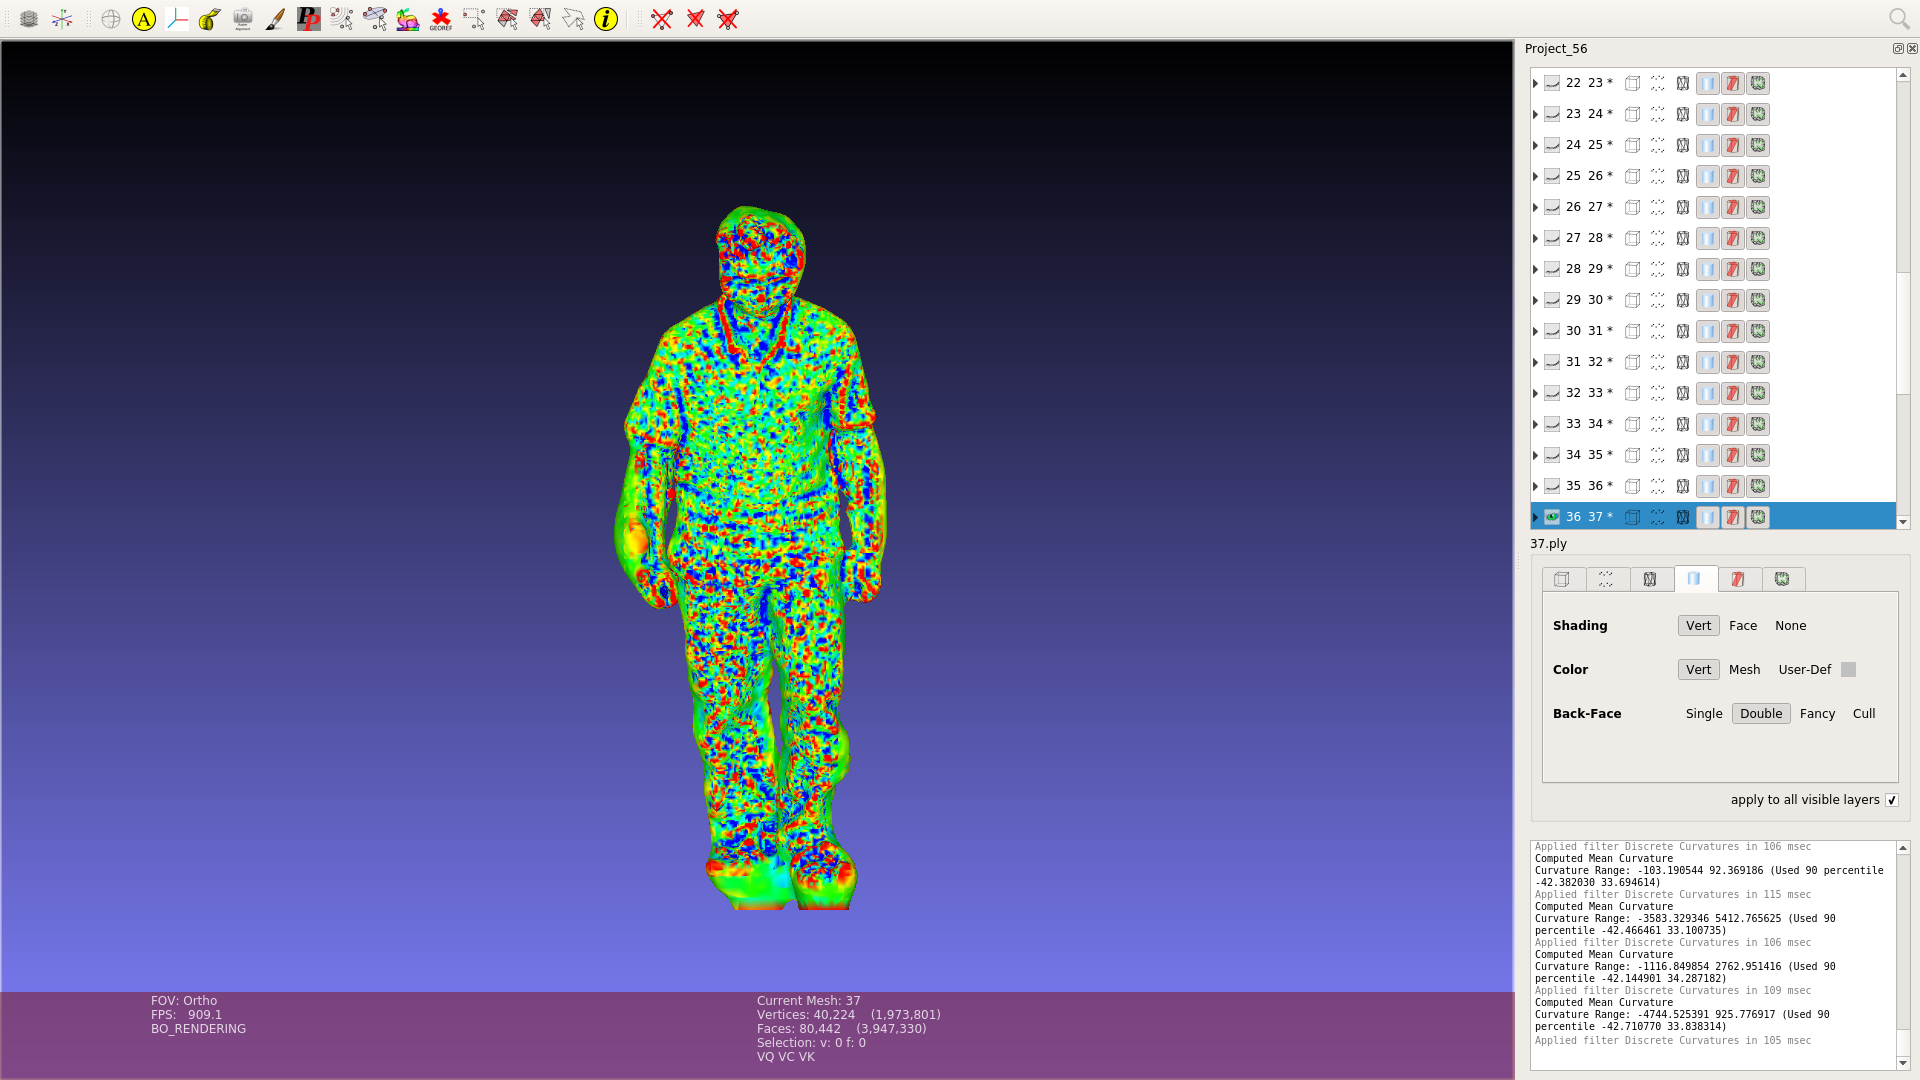 A
PP
GEOREF
i
Project_56
22 23 *
23 24 *
24 25 *
25 26 *
26 27 *
27 28 *
28 29 *
29 30 *
30 31 *
31 32 *
32 33 *
33 34 *
34 35 *
35 36 *
36 37 *
37.ply
Shading Vert Face None
Color Vert Mesh User-Def
Back-Face Single Double Fancy Cull
apply to all visible layers
Applied filter Discrete Curvatures in 106 msec
Computed Mean Curvature
Curvature Range: -103.190544 92.369186 (Used 90 percentile
-42.382030 33.694614)
Applied filter Discrete Curvatures in 115 msec
Computed Mean Curvature
Curvature Range: -3583.329346 5412.765625 (Used 90
percentile -42.466461 33.100735)
Applied filter Discrete Curvatures in 106 msec
Computed Mean Curvature
Curvature Range: -1116.849854 2762.951416 (Used 90
percentile -42.144901 34.287182)
Applied filter Discrete Curvatures in 109 msec
Computed Mean Curvature
Curvature Range: -4744.525391 925.776917 (Used 90
percentile -42.710770 33.838314)
Applied filter Discrete Curvatures in 105 msec
FOV: Ortho
FPS: 909.1
BO_RENDERING
Current Mesh: 37
Vertices: 40,224 (1,973,801)
Faces: 80,442 (3,947,330)
Selection: v: 0 f: 0
VQ VC VK